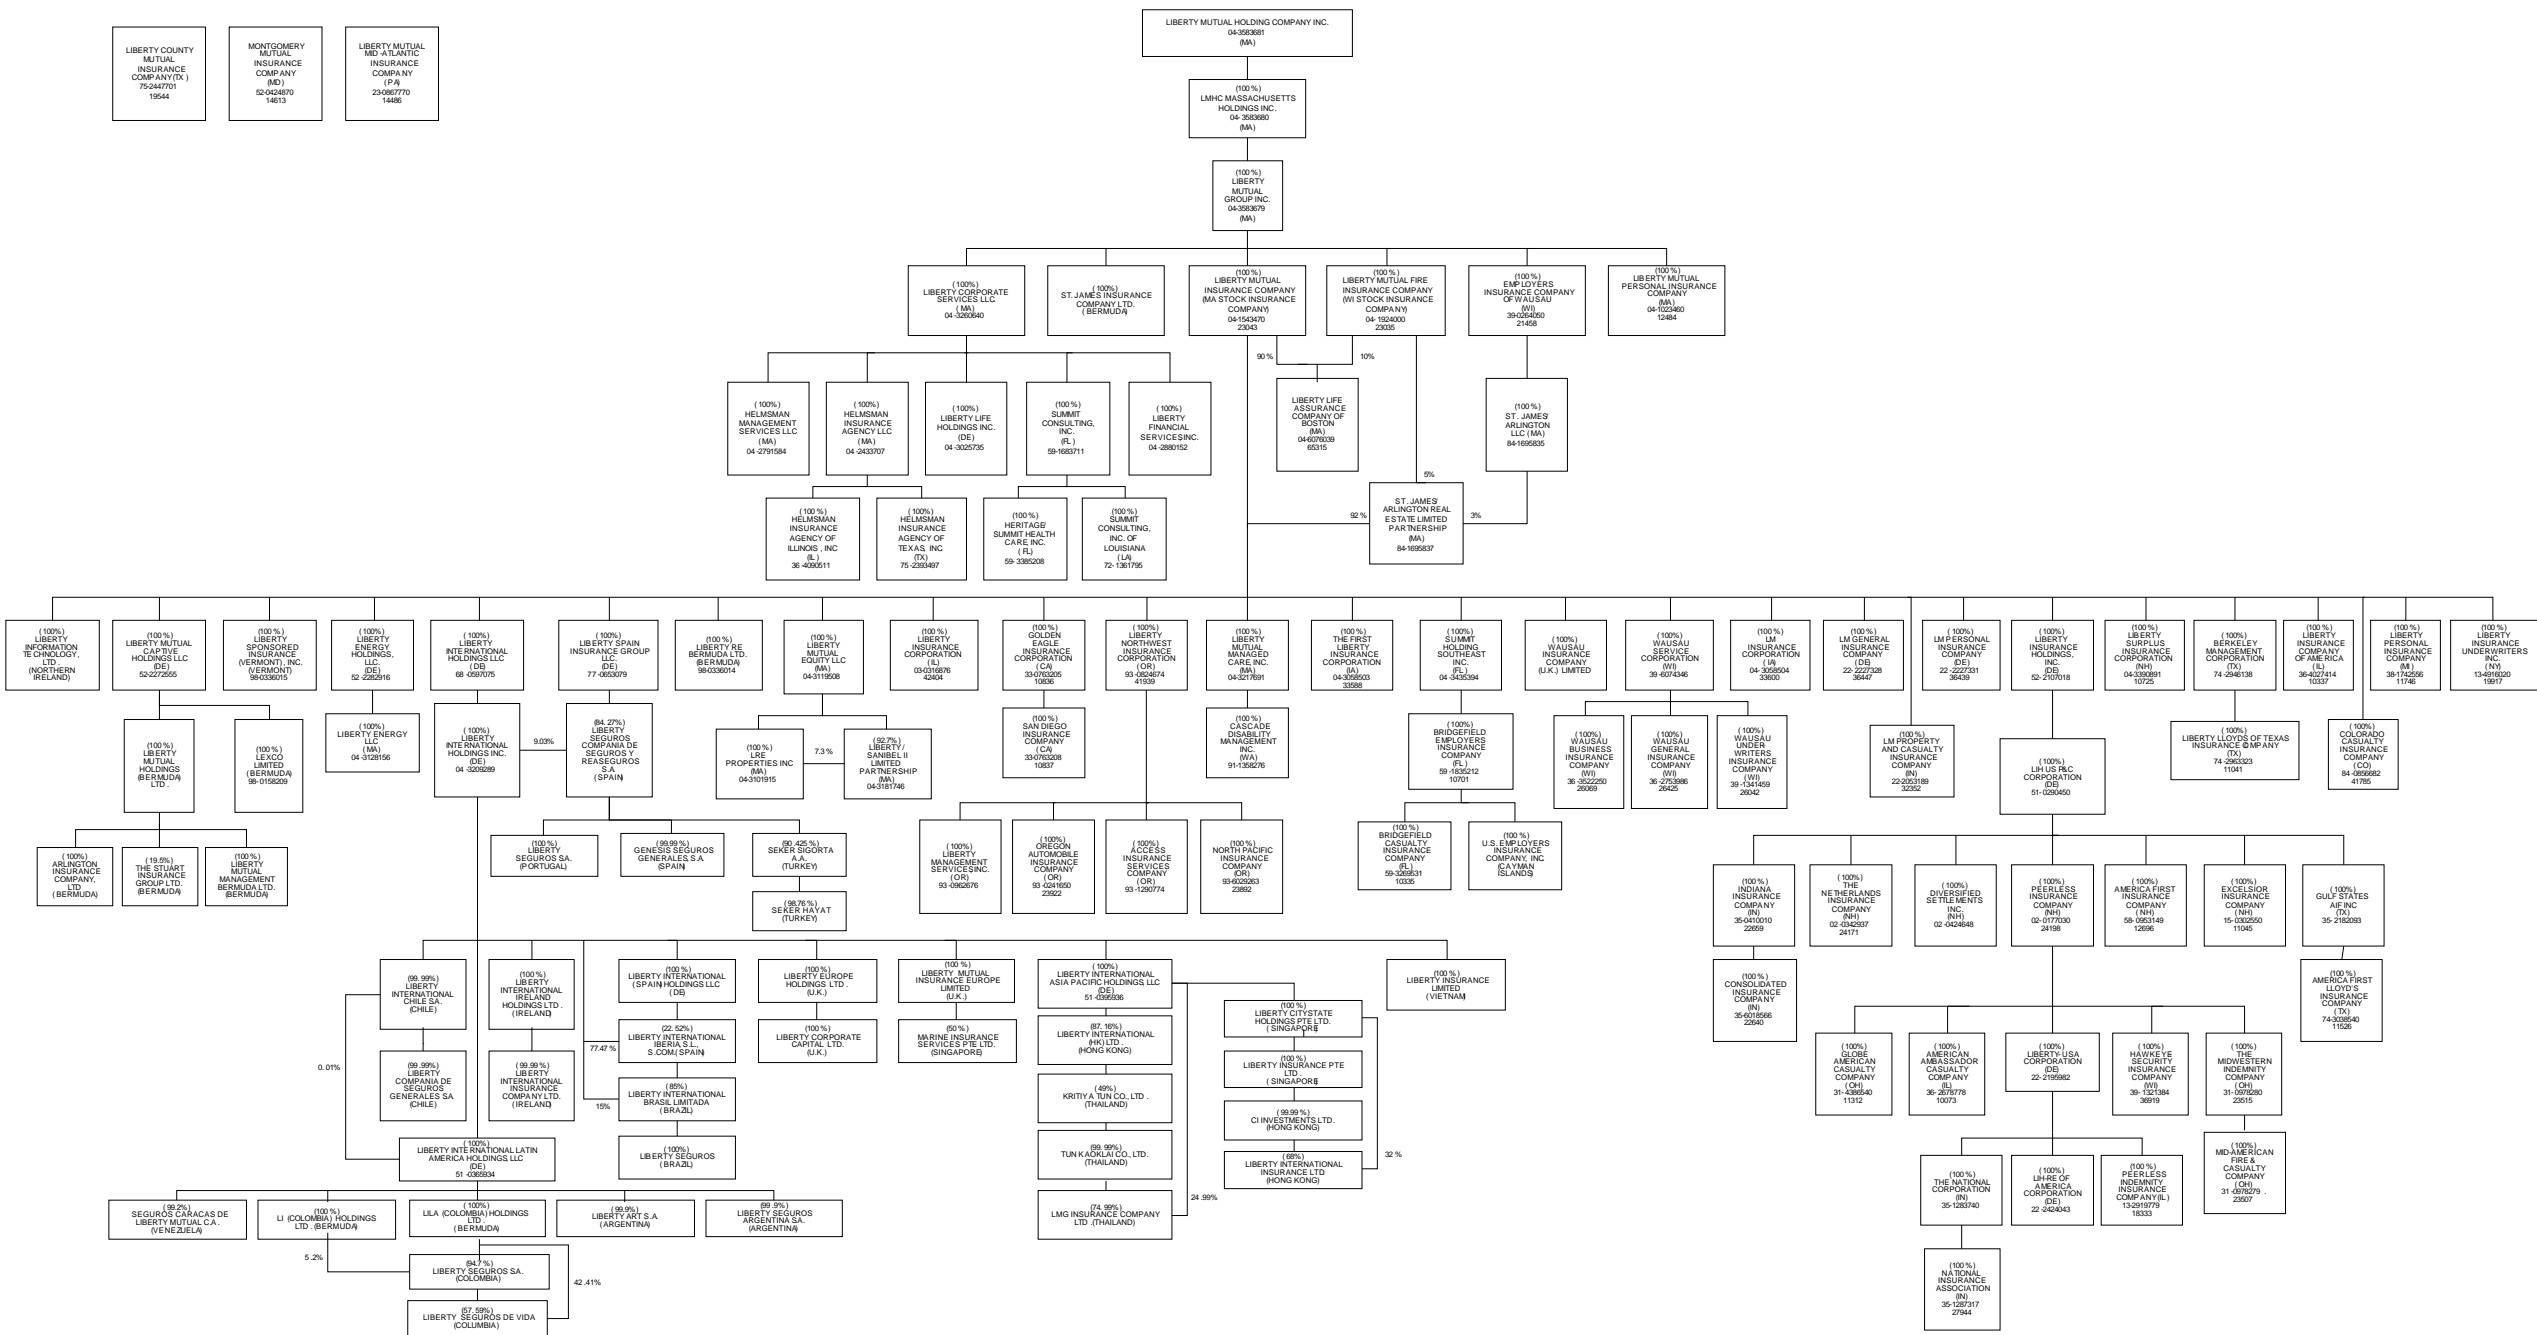 LIBERTY MUTUAL HOLDING COMPANY INC.
04-3583681
(MA)
LIBERTY COUNTY
MUTUAL
INSURANCE
COMPANY(TX )
75-2447701
19544
MONTGOMERY
MUTUAL
INSURANCE
COMPANY
(MD)
52-0424870
14613
LIBERTY MUTUAL
MID -ATLANTIC
INSURANCE
COMPANY
( PA)
23-0867770
14486
(100 %)
LMHC MASSACHUSETTS
HOLDINGS INC.
04- 3583680
(MA)
(100 %)
LIBERTY
MUTUAL
GROUP INC.
04-3583679
(MA)
( 100%)
LIBERTY CORPORATE
SERVICES LLC
( MA)
04 -3260640
(100%)
ST. JAMES INSURANCE
COMPANY LTD.
( BERMUDA)
(100 %)
LIBERTY MUTUAL
INSURANCE COMPANY
(MA STOCK INSURANCE
COMPANY)
04-1543470
23043
(100 %)
LIBERTY MUTUAL FIRE
INSURANCE COMPANY
(WI STOCK INSURANCE
COMPANY)
04- 1924000
23035
(100 %)
EMPLOYERS
INSURANCE COMPANY
OF WAUSAU
(WI)
39-0264050
21458
(100 %)
LIBERTY MUTUAL
PERSONAL INSURANCE
COMPANY
(MA)
04-1023460
12484
90 %
10%
( 100%)
HELMSMAN
MANAGEMENT
SERVICES LLC
(MA)
04 -2791584
( 100%)
HELMSMAN
INSURANCE
AGENCY LLC
(MA)
04 -2433707
(100%)
LIBERTY LIFE
HOLDINGS INC.
(DE)
04 -3025735
(100 %)
SUMMIT
CONSULTING,
INC.
(FL )
59-1683711
( 100%)
LIBERTY
FINANCIAL
SERVICES INC.
04 -2880152
LIBERTY LIFE
ASSURANCE
COMPANY OF
BOSTON
(MA)
04-6076039
65315
(100 %)
ST . JAMES/
ARLINGTON
LLC ( MA)
84-1695835
5%
( 100 %)
HELMSMAN
INSURANCE
AGENCY OF
ILLINOIS , INC
(IL )
36 -4090511
(100%)
HELMSMAN
INSURANCE
AGENCY OF
TEXAS, INC
(TX)
75 -2393497
(100 %)
HERITAGE/
SUMMIT HEALTH
CARE, INC.
( FL)
59- 3385208
(100%)
SUMMIT
CONSULTING,
INC. OF
LOUISIANA
( LA)
72- 1361795
92 %
ST . JAMES/
ARLINGTON REAL
ESTATE LIMITED
PARTNERSHIP
(MA)
84-1695837
3%
(100%)
LIBERTY
INFORMATION
TECHNOLOGY,
LTD .
(NORTHERN
IRELAND)
(100 %)
LIBERTY MUTUAL
CAPTIVE
HOLDINGS LLC
(DE)
52-2272555
(100 %)
LIBERTY
SPONSORED
INSURANCE
(VERMONT), INC.
(VERMONT)
98-0336015
(100%)
LIBERTY
ENERGY
HOLDINGS,
LLC.
(DE)
52 -2282916
( 100%)
LIBERTY
INTERNATIONAL
HOLDINGS LLC
( DE)
68 -0597075
(100%)
LIBERTY SPAIN
INSURANCE GROUP
LLC.
(DE)
77 -0653079
(100 %)
LIBERTY RE
BERMUDA LTD.
(BERMUDA)
98-0336014
( 100%)
LIBERTY
MUTUAL
EQUITY LLC
(MA)
04-3119508
(100%)
LIBERTY
INSURANCE
CORPORATION
(IL)
03-0316876
42404
(100 %)
GOLDEN
EAGLE
INSURANCE
CORPORATION
(CA)
33-0763205
10836
( 100%)
LIBERTY
NORTHWEST
INSURANCE
CORPORATION
(OR)
93 -0824674
41939
(100%)
LIBERTY
MUTUAL
MANAGED
CARE, INC.
(MA)
04-3217691
(100 %)
THE FIRST
LIBERTY
INSURANCE
CORPORATION
(IA)
04-3058503
33588
(100%)
SUMMIT
HOLDING
SOUTHEAST
INC.
(FL)
04 -3435394
(100%)
WAUSAU
INSURANCE
COMPANY
(U.K. ) LIMITED
(100%)
WAUSAU
SERVICE
CORPORATION
(WI)
39 -6074346
(100%)
LM
INSURANCE
CORPORATION
( IA)
04- 3058504
33600
(100%)
LM GENERAL
INSURANCE
COMPANY
( DE)
22- 2227328
36447
(100%)
LM PERSONAL
INSURANCE
COMPANY
(DE)
22 -2227331
36439
(100%)
LIBERTY
INSURANCE
HOLDINGS,
INC.
(DE)
52- 2107018
(100%)
LIBERTY
SURPLUS
INSURANCE
CORPORATION
(NH)
04-3390891
10725
(100%)
BERKELEY
MANAGEMENT
CORPORATION
(TX)
74 -2946138
(100%)
LIBERTY
INSURANCE
COMPANY
OF AMERICA
(IL)
36-4027414
10337
(100%)
LIBERTY
PERSONAL
INSURANCE
COMPANY
(MI)
38-1742556
11746
(100%)
LIBERTY
INSURANCE
UNDERWRITERS
INC.
(NY)
13-4916020
19917
(100 %)
LIBERTY
MUTUAL
HOLDINGS
(BERMUDA)
LTD .
(100 %)
LEXCO
LIMITED
( BERMUDA)
98- 0158209
( 100%)
LIBERTY ENERGY
LLC
( MA)
04 -3128156
(100%)
LIBERTY
INTERNATIONAL
HOLDINGS INC.
(DE)
04 -3209289
9.03%
(84. 27%)
LIBERTY
SEGUROS
COMPANIA DE
SEGUROS Y
REASEGUROS
S.A
(SPAIN)
(100 %)
LRE
PROPERTIES INC
(MA)
04-3101915
7.3 %
(92.7%)
LIBERTY /
SANIBEL II
LIMITED
PARTNERSHIP
(MA)
04-3181746
(100 %)
SAN DIEGO
INSURANCE
COMPANY
(CA)
33-0763208
10837
(100 %)
CASCADE
DISABILITY
MANAGEMENT
INC.
(WA)
91-1358276
( 100%)
BRIDGEFIELD
EMPLOYERS
INSURANCE
COMPANY
( FL )
59 -1835212
10701
(100%)
WAUSAU
BUSINESS
INSURANCE
COMPANY
(WI)
36 -3522250
26069
(100%)
WAUSAU
GENERAL
INSURANCE
COMPANY
(WI)
36 -2753986
26425
( 100%)
WAUSAU
UNDER-
WRITERS
INSURANCE
COMPANY
( WI)
39 -1341459
26042
(100%)
LM PROPERTY
AND CASUALTY
INSURANCE
COMPANY
(IN)
22-2053189
32352
(100%)
LIH US P&C
CORPORATION
(DE)
51- 0290450
(100%)
LIBERTY LLOYDS OF TEXAS
INSURANCE COMPANY
(TX)
74 -2963323
11041
( 100%)
COLORADO
CASUALTY
INSURANCE
COMPANY
(CO)
84 -0856682
41785
(100%)
ARLINGTON
INSURANCE
COMPANY,
LTD
( BERMUDA)
( 19.5%)
THE STUART
INSURANCE
GROUP LTD.
(BERMUDA)
(100 %)
LIBERTY
MUTUAL
MANAGEMENT
BERMUDA LTD.
(BERMUDA)
(100 %)
LIBERTY
SEGUROS SA.
(PORTUGAL)
(99.99 %)
GENESIS SEGUROS
GENERALES, S.A.
(SPAIN)
(90 .425 %)
SEKER SIGORTA
A.A.
(TURKEY)
( 98.76 %)
SEKER HAYAT
(TURKEY)
(100%)
LIBERTY
MANAGEMENT
SERVICES INC.
( OR)
93 -0962676
(100%)
OREGON
AUTOMOBILE
INSURANCE
COMPANY
( OR)
93 -0241650
23922
(100 %)
ACCESS
INSURANCE
SERVICES
COMPANY
( OR)
93 -1290774
(100 %)
NORTH PACIFIC
INSURANCE
COMPANY
(OR)
93-6029263
23892
(100 %)
BRIDGEFIELD
CASUALTY
INSURANCE
COMPANY
(FL)
59-3269531
10335
(100 %)
U.S. EMPLOYERS
INSURANCE
COMPANY, INC.
(CAYMAN
ISLANDS)
(100 %)
INDIANA
INSURANCE
COMPANY
(IN)
35-0410010
22659
(100%)
THE
NETHERLANDS
INSURANCE
COMPANY
(NH)
02 -0342937
24171
(100%)
DIVERSIFIED
SETTLEMENTS
INC.
(NH)
02 -0424648
(100%)
PEERLESS
INSURANCE
COMPANY
(NH)
02-0177030
24198
(100%)
AMERICA FIRST
INSURANCE
COMPANY
( NH)
58- 0953149
12696
(100%)
EXCELSIOR
INSURANCE
COMPANY
( NH)
15-0302550
11045
(100%)
GULF STATES
AIF INC
(TX)
35- 2182093
(99. 99%)
LIBERTY
INTERNATIONAL
CHILE SA.
(CHILE)
(100 %)
LIBERTY
INTERNATIONAL
IRELAND
HOLDINGS LTD .
( IRELAND)
(100 %)
LIBERTY INTERNATIONAL
( SPAIN) HOLDINGS LLC
( DE)
(100 %)
LIBERTY EUROPE
HOLDINGS LTD .
(U.K.)
(100 %)
LIBERTY MUTUAL
INSURANCE EUROPE
LIMITED
(U.K.)
( 100%)
LIBERTY INTERNATIONAL
ASIA PACIFIC HOLDINGS, LLC
(DE)
51 -0395936
(100 %)
LIBERTY INSURANCE
LIMITED
( VIETNAM)
(100 %)
CONSOLIDATED
INSURANCE
COMPANY
(IN)
35-6018566
22640
(100 %)
AMERICA FIRST
LLOYD'S
INSURANCE
COMPANY
( TX)
74-3038540
11526
0. 01%
(99 .99%)
LIBERTY
COMPANIA DE
SEGUROS
GENERALES SA
(CHILE)
(99.99 %)
LIBERTY
INTERNATIONAL
INSURANCE
COMPANY LTD.
( IRELAND)
77.47 %
(22. 52%)
LIBERTY INTERNATIONAL
IBERIA, S.L.,
S.COM.( SPAIN)
15%
(85%)
LIBERTY INTERNATIONAL
BRASIL LIMITADA
( BRAZIL)
(100%)
LIBERTY SEGUROS
( BRAZIL)
(100 %)
LIBERTY CORPORATE
CAPITAL LTD.
(U.K.)
(50 %)
MARINE INSURANCE
SERVICES PTE LTD.
(SINGAPORE)
(87. 16%)
LIBERTY INTERNATIONAL
(HK) LTD .
(HONG KONG)
(49%)
KRITIYA TUN CO., LTD .
(THAILAND)
(99. 99%)
TUN KAOKLAI CO., LTD.
(THAILAND)
(74. 99%)
LMG INSURANCE COMPANY
LTD .(THAILAND)
(100 %)
LIBERTY CITYSTATE
HOLDINGS PTE LTD.
( SINGAPORE)
(100 %)
LIBERTY INSURANCE PTE
LTD .
( SINGAPORE)
( 99.99 %)
CI INVESTMENTS LTD.
(HONG KONG)
( 68%)
LIBERTY INTERNATIONAL
INSURANCE LTD
(HONG KONG)
32 %
24 .99%
(100%)
GLOBE
AMERICAN
CASUALTY
COMPANY
( OH)
31- 4386540
11312
(100%)
AMERICAN
AMBASSADOR
CASUALTY
COMPANY
(IL)
36- 2678778
10073
(100%)
LIBERTY- USA
CORPORATION
(DE)
22- 2195982
(100%)
HAWKEYE
SECURITY
INSURANCE
COMPANY
(WI)
39- 1321384
36919
(100%)
THE
MIDWESTERN
INDEMNITY
COMPANY
( OH)
31- 0978280
23515
( 100%)
LIBERTY INTERNATIONAL LATIN
AMERICA HOLDINGS, LLC
(DE)
51 -0365934
(100 %)
THE NATIONAL
CORPORATION
(IN)
35-1283740
( 100%)
LIH-RE OF
AMERICA
CORPORATION
(DE)
22 -2424043
(100 %)
PEERLESS
INDEMNITY
INSURANCE
COMPANY(IL)
13-2919779
18333
(100%)
MID-AMERICAN
FIRE &
CASUALTY
COMPANY
( OH)
31 -0978279 .
23507
( 99.2%)
SEGUROS CARACAS DE
LIBERTY MUTUAL C.A .
(VENEZUELA)
(100 %)
LI (COLOMBIA) HOLDINGS
LTD . (BERMUDA)
( 100%)
LILA (COLOMBIA) HOLDINGS
LTD .
( BERMUDA)
( 99.9%)
LIBERTY ART S.A.
( ARGENTINA)
(99 .9%)
LIBERTY SEGUROS
ARGENTINA SA.
(ARGENTINA)
5 .2%
(94.7 %)
LIBERTY SEGUROS SA.
(COLOMBIA)
42 .41%
(57. 59%)
LIBERTY SEGUROS DE VIDA
(COLUMBIA)
(100 %)
NATIONAL
INSURANCE
ASSOCIATION
(IN)
35-1287317
27944